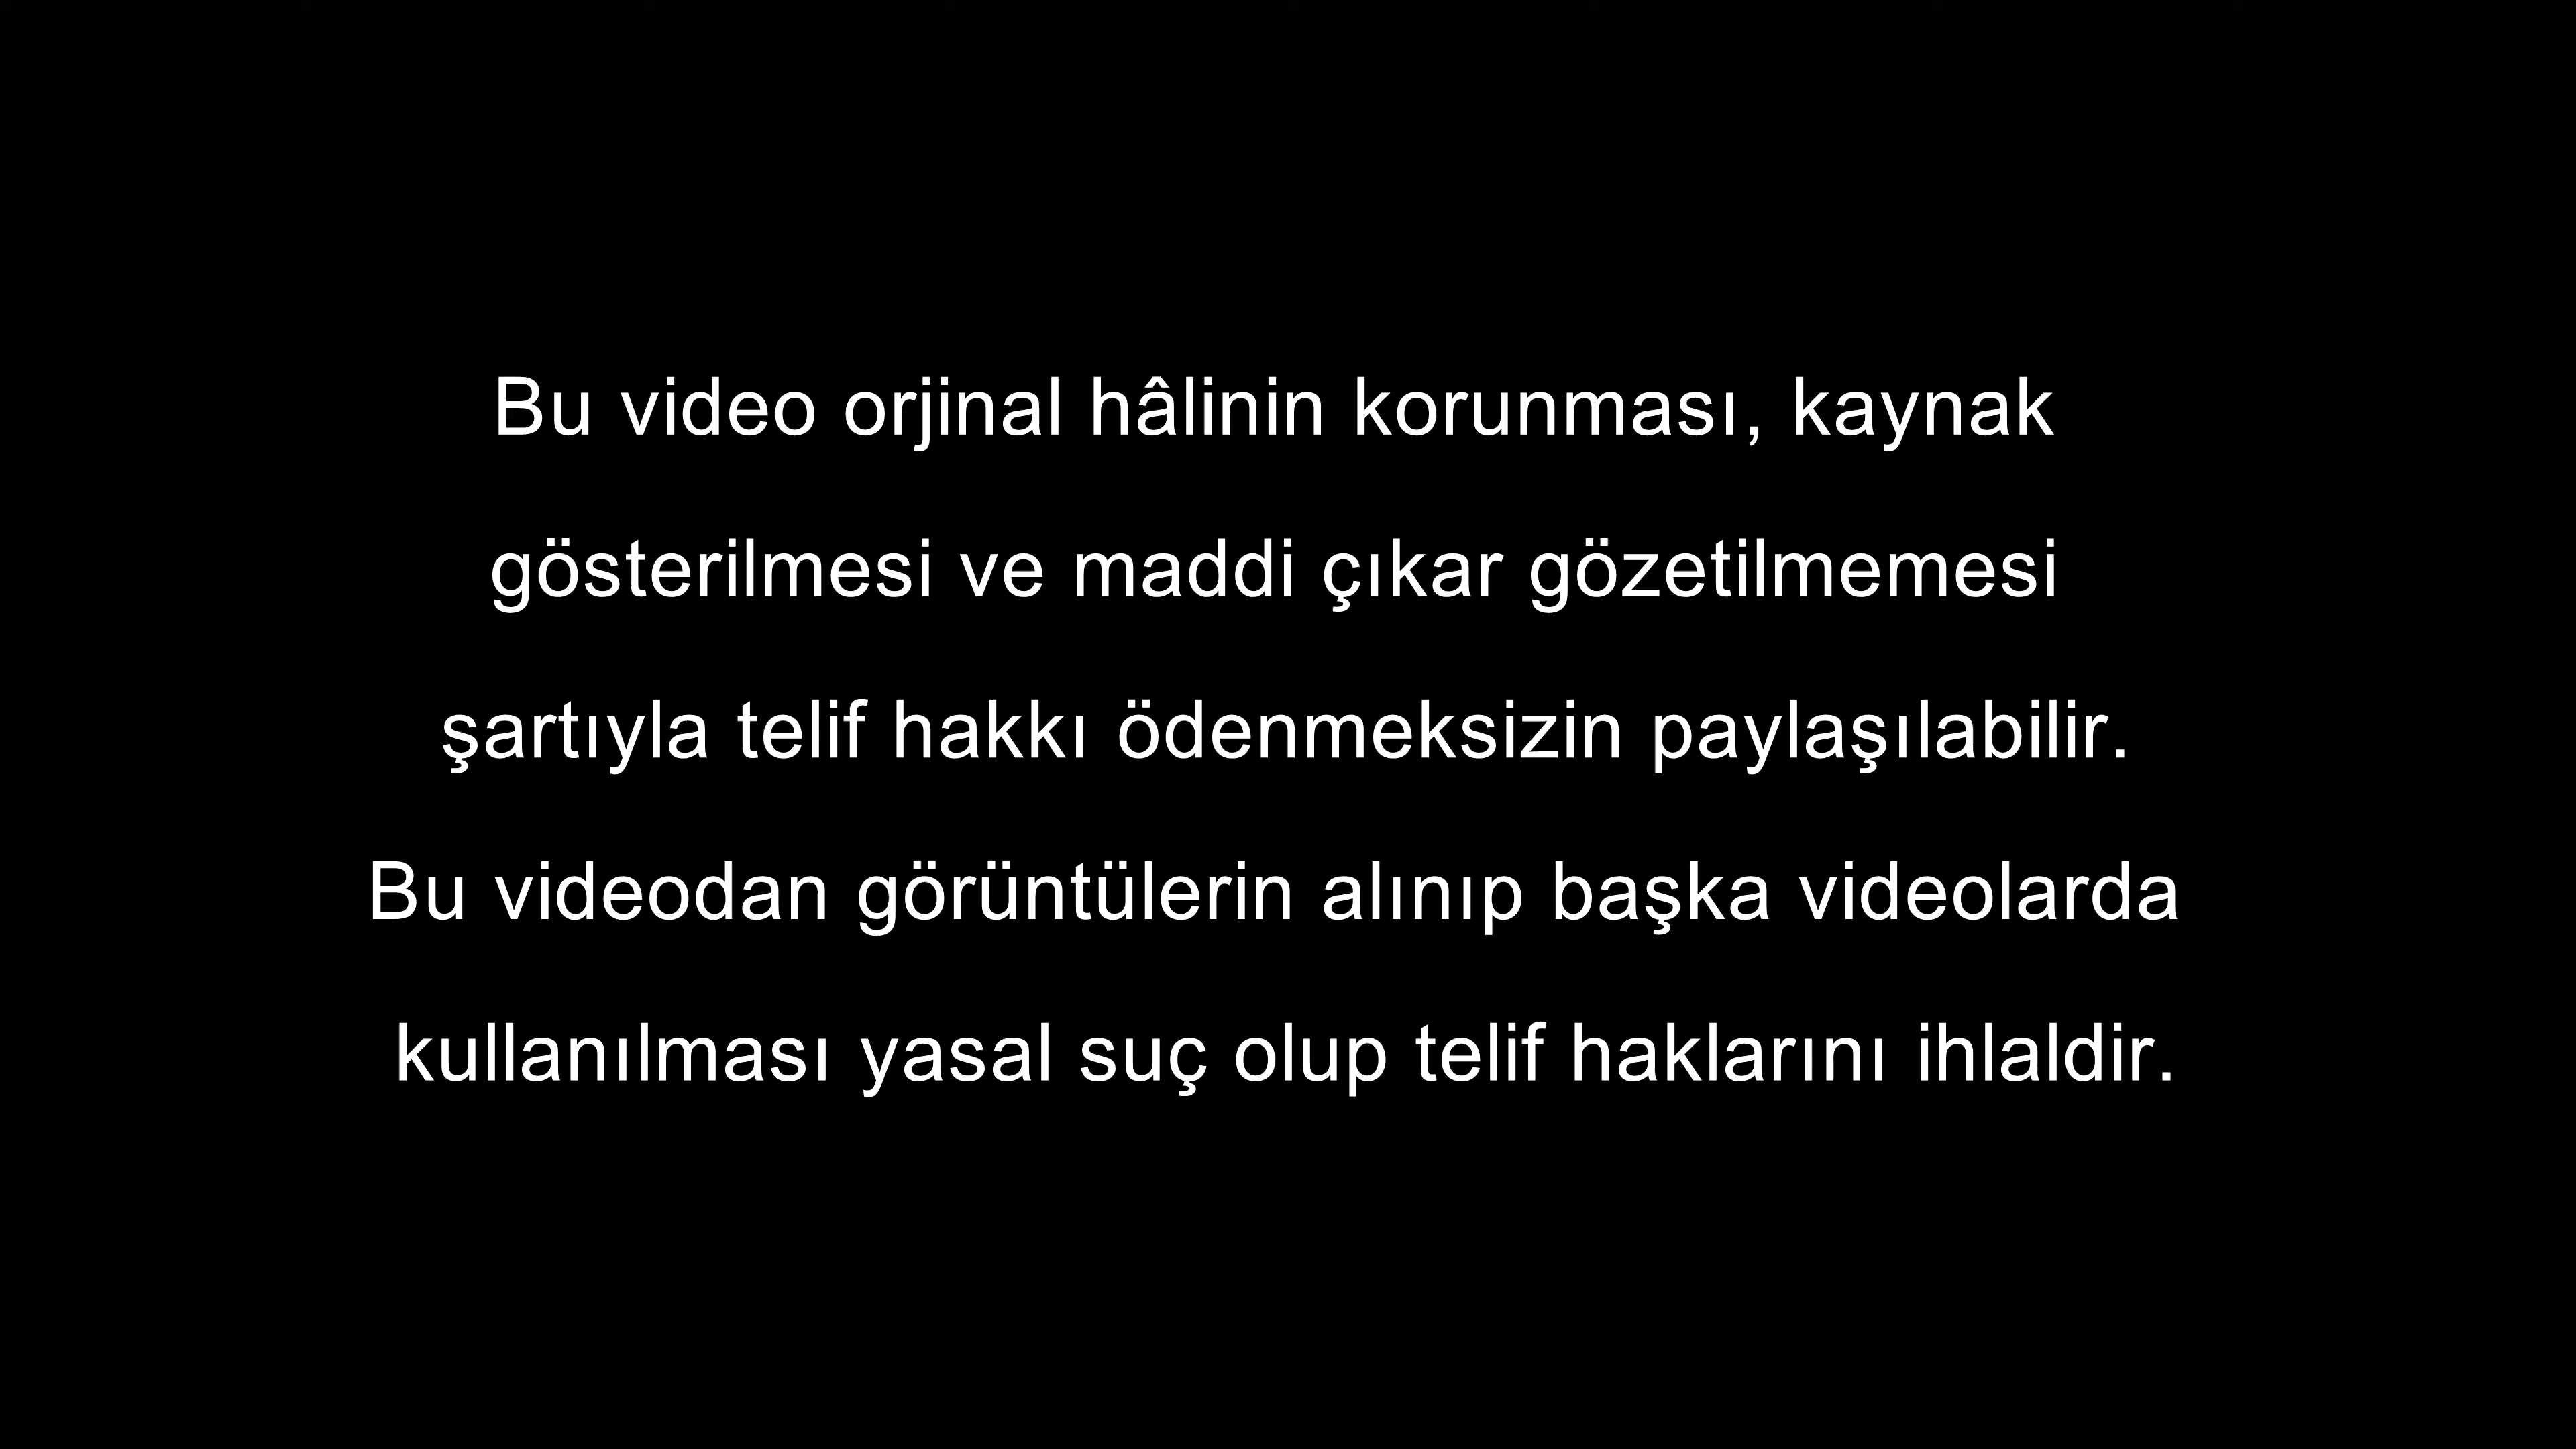 Bu video orjinal hâlinin korunması, kaynak
gösterilmesi ve maddi çıkar gözetilmemesi
şartıyla telif hakkı ödenmeksizin paylaşılabilir.
Bu videodan görüntülerin alınıp başka videolarda
kullanılması yasal suç olup telif haklarını ihlaldir.